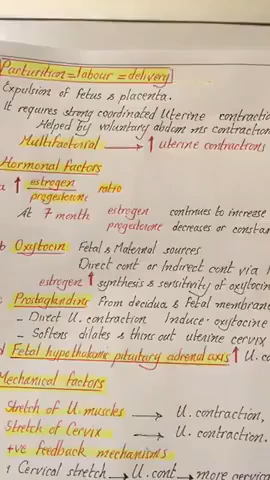 Parturition = labour = delivery
Expulsion of fetus & placenta.
It requires strong coordinated Uterine contraction
Helped by voluntary abdom ms contraction
Multifactorial → ↑ uterine contractions
Hormonal factors
a ↑ estrogen
progesterone ratio
At 7 month estrogen continues to increase
progesterone decreases or constan
b Oxytocin Fetal & Maternal sources
Direct cont or Indirect cont via
estrogen ↑ synthesis & sensitivity of oxytocin
Prostaglandins From decidua & Fetal membrane
_ Direct U. contraction Induce oxytocine
_ Softens dilates & thins out uterine cervix
d Fetal hypothalamic pituitary adrenal axis ↑ U. co
Mechanical factors
Stretch of U. muscles → U. contraction,
Stretch of Cervix → U. contraction.
+ve feedback mechanisms
1 Cervical stretch → U. cont → more cervica